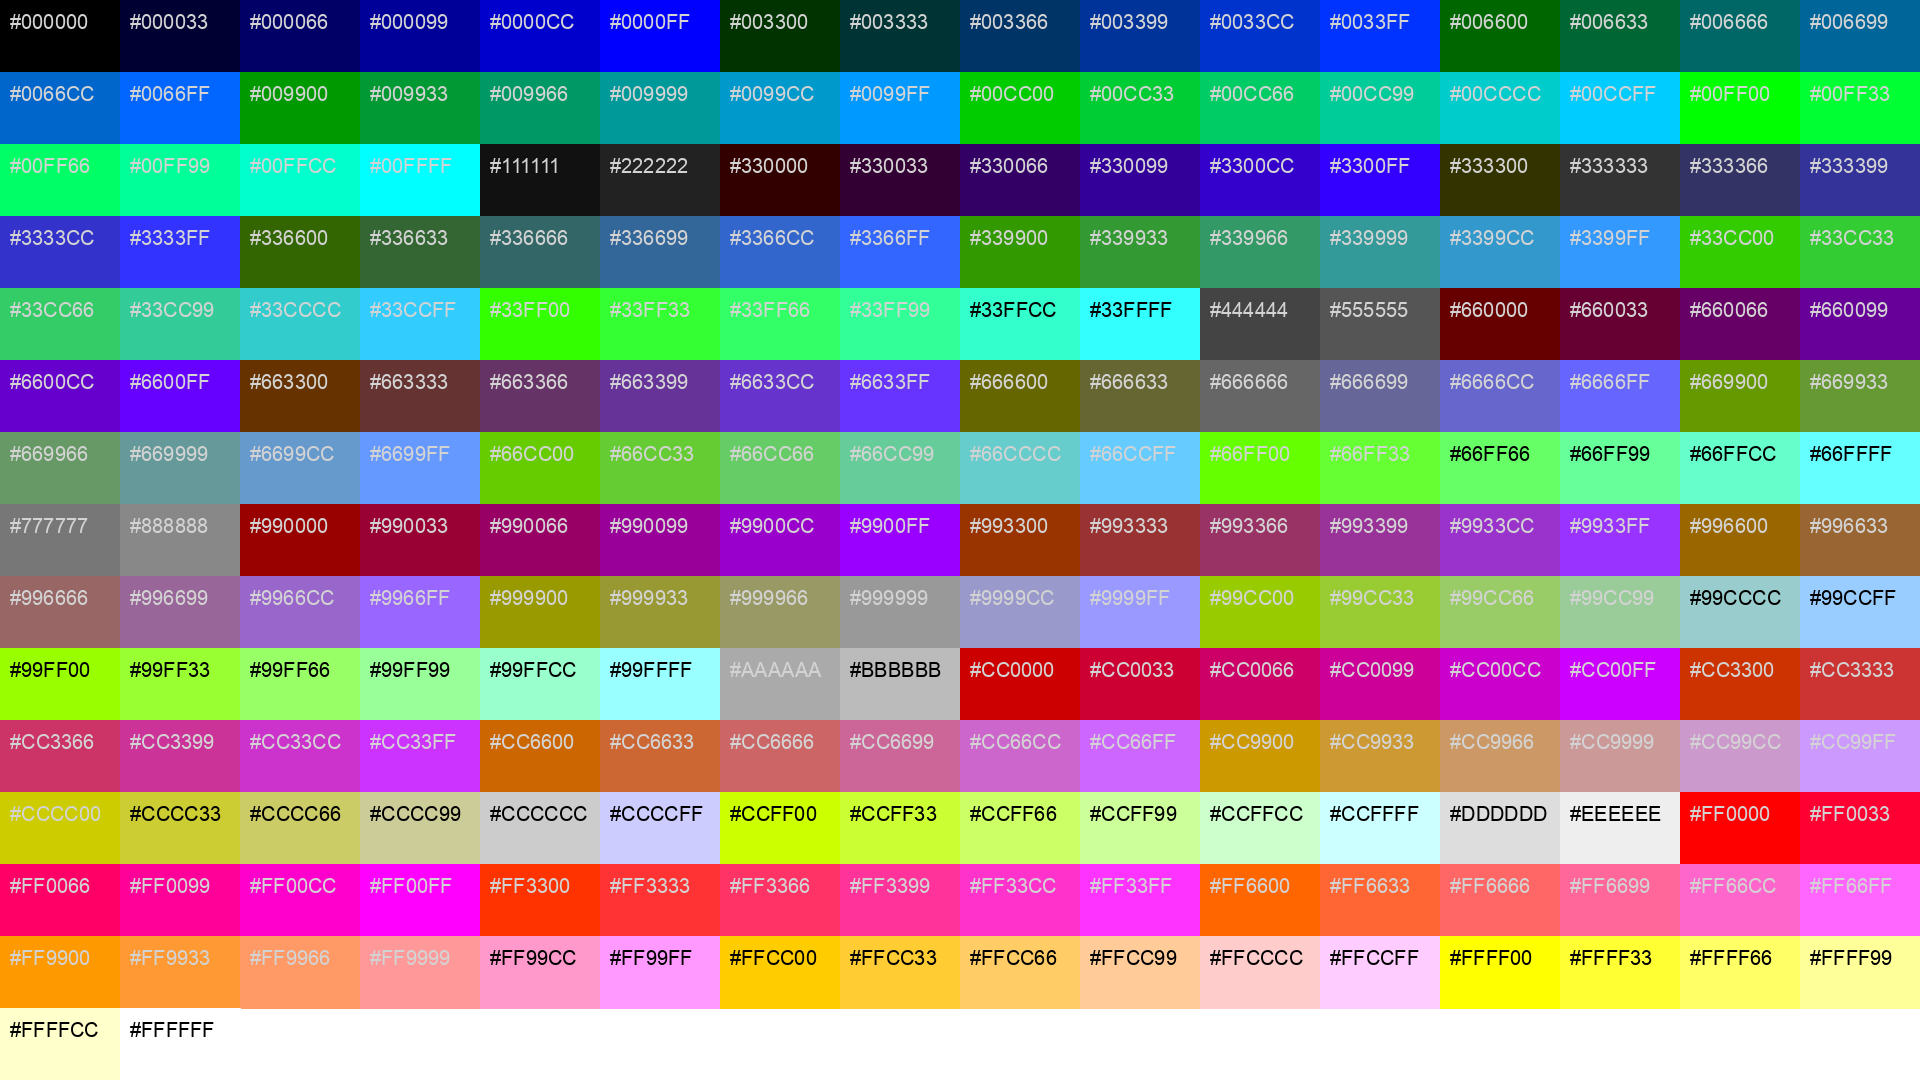 #000000 #000033 #000066 #000099 #0000CC #0000FF #003300 #003333 #003366 #003399 #0033CC #0033FF #006600 #006633 #006666 #006699
#0066CC #0066FF #009900 #009933 #009966 #009999 #0099CC #0099FF #00CC00 #00CC33 #00CC66 #00CC99 #00CCCC #00CCFF #00FF00 #00FF33
#00FF66 #00FF99 #00FFCC #00FFFF #111111 #222222 #330000 #330033 #330066 #330099 #3300CC #3300FF #333300 #333333 #333366 #333399
#3333CC #3333FF #336600 #336633 #336666 #336699 #3366CC #3366FF #339900 #339933 #339966 #339999 #3399CC #3399FF #33CC00 #33CC33
#33CC66 #33CC99 #33CCCC #33CCFF #33FF00 #33FF33 #33FF66 #33FF99 #33FFCC #33FFFF #444444 #555555 #660000 #660033 #660066 #660099
#6600CC #6600FF #663300 #663333 #663366 #663399 #6633CC #6633FF #666600 #666633 #666666 #666699 #6666CC #6666FF #669900 #669933
#669966 #669999 #6699CC #6699FF #66CC00 #66CC33 #66CC66 #66CC99 #66CCCC #66CCFF #66FF00 #66FF33 #66FF66 #66FF99 #66FFCC #66FFFF
#777777 #888888 #990000 #990033 #990066 #990099 #9900CC #9900FF #993300 #993333 #993366 #993399 #9933CC #9933FF #996600 #996633
#996666 #996699 #9966CC #9966FF #999900 #999933 #999966 #999999 #9999CC #9999FF #99CC00 #99CC33 #99CC66 #99CC99 #99CCCC #99CCFF
#99FF00 #99FF33 #99FF66 #99FF99 #99FFCC #99FFFF #AAAAAA #BBBBBB #CC0000 #CC0033 #CC0066 #CC0099 #CC00CC #CC00FF #CC3300 #CC3333
#CC3366 #CC3399 #CC33CC #CC33FF #CC6600 #CC6633 #CC6666 #CC6699 #CC66CC #CC66FF #CC9900 #CC9933 #CC9966 #CC9999 #CC99CC #CC99FF
#CCCC00 #CCCC33 #CCCC66 #CCCC99 #CCCCCC #CCCCFF #CCFF00 #CCFF33 #CCFF66 #CCFF99 #CCFFCC #CCFFFF #DDDDDD #EEEEEE #FF0000 #FF0033
#FF0066 #FF0099 #FF00CC #FF00FF #FF3300 #FF3333 #FF3366 #FF3399 #FF33CC #FF33FF #FF6600 #FF6633 #FF6666 #FF6699 #FF66CC #FF66FF
#FF9900 #FF9933 #FF9966 #FF9999 #FF99CC #FF99FF #FFCC00 #FFCC33 #FFCC66 #FFCC99 #FFCCCC #FFCCFF #FFFF00 #FFFF33 #FFFF66 #FFFF99
#FFFFCC #FFFFFF